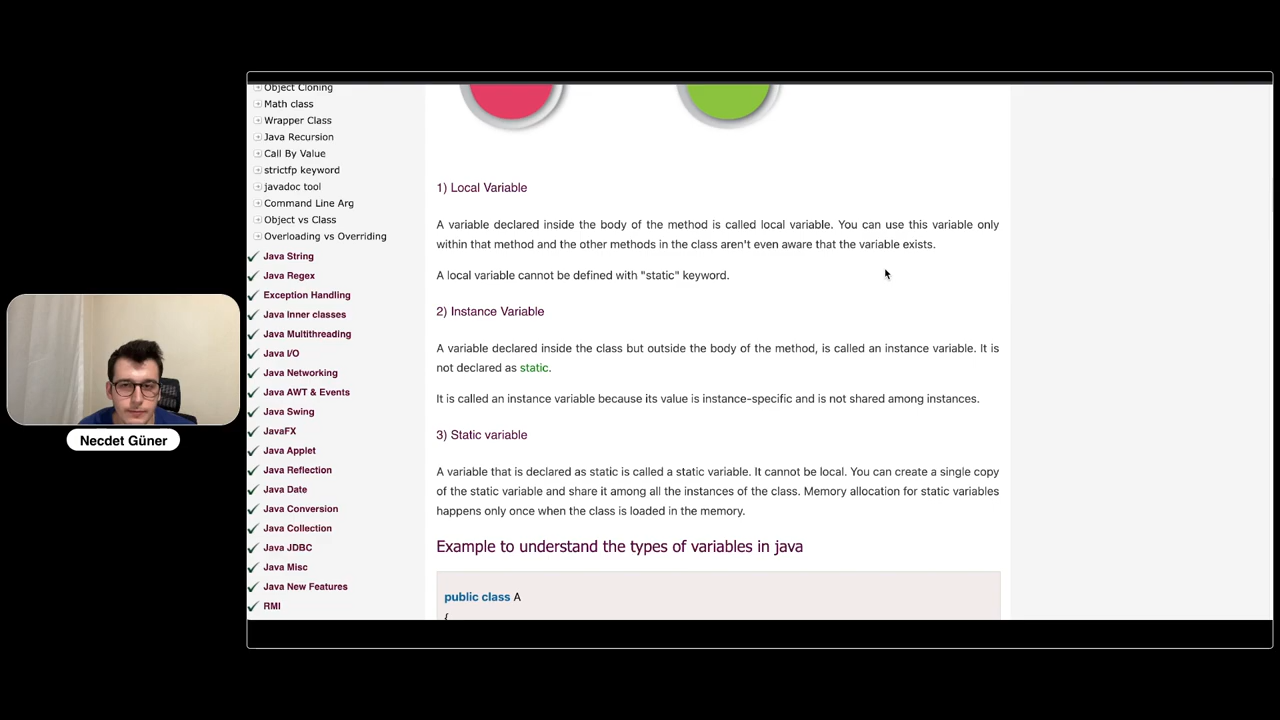 Object Cloning
Math class
Wrapper Class
Java Recursion
Call By Value
strictfp keyword
javadoc tool
Command Line Arg
Object vs Class
Overloading vs Overriding
Java String
Java Regex
Exception Handling
Java Inner classes
Java Multithreading
Java I/O
Java Networking
Java AWT & Events
Java Swing
JavaFX
Java Applet
Java Reflection
Java Date
Java Conversion
Java Collection
Java JDBC
Java Misc
Java New Features
RMI
1) Local Variable
A variable declared inside the body of the method is called local variable. You can use this variable only
within that method and the other methods in the class aren't even aware that the variable exists.
A local variable cannot be defined with "static" keyword.
2) Instance Variable
A variable declared inside the class but outside the body of the method, is called an instance variable. It is
not declared as static.
It is called an instance variable because its value is instance-specific and is not shared among instances.
3) Static variable
A variable that is declared as static is called a static variable. It cannot be local. You can create a single copy
of the static variable and share it among all the instances of the class. Memory allocation for static variables
happens only once when the class is loaded in the memory.
Example to understand the types of variables in java
public class A
{
Necdet Güner